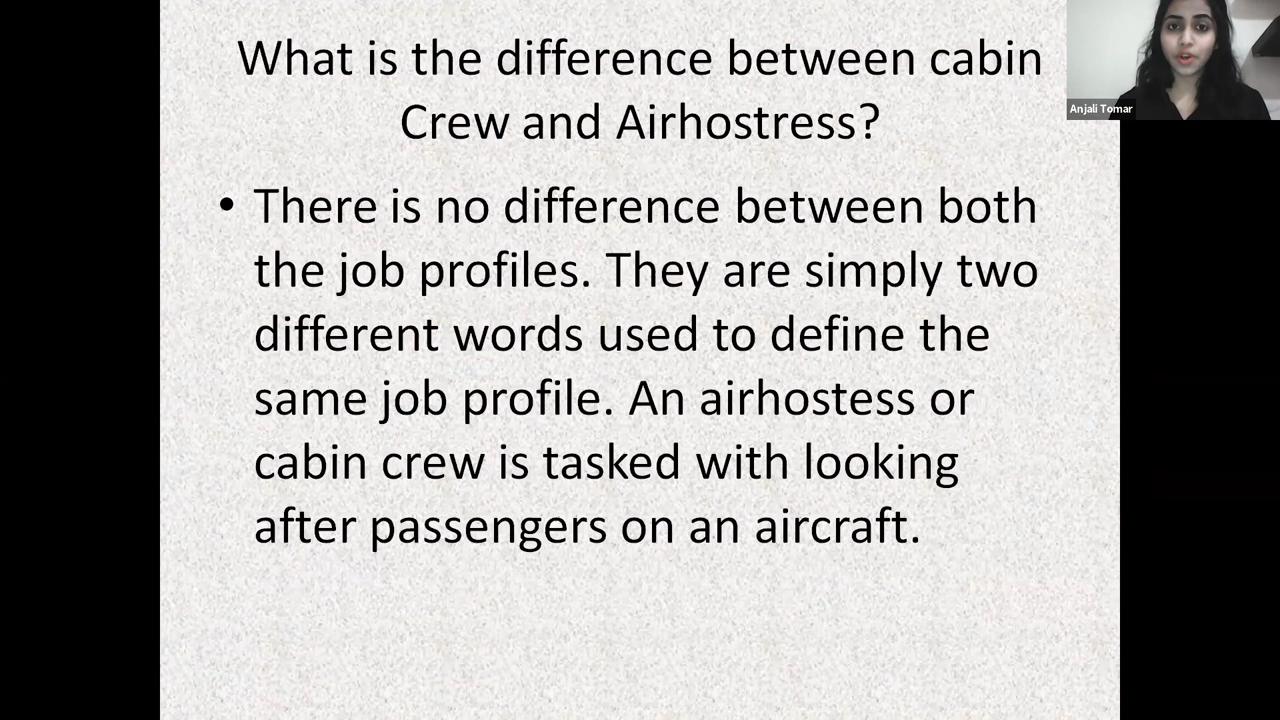 What is the difference between cabin
Crew and Airhostress?
Anjali Tomar
• There is no difference between both
the job profiles. They are simply two
different words used to define the
same job profile. An airhostess or
cabin crew is tasked with looking
after passengers on an aircraft.